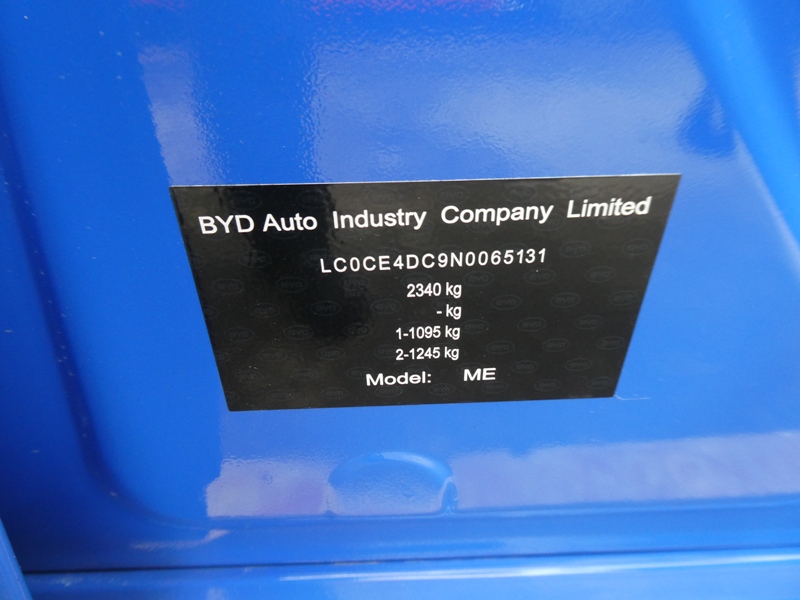 BYD Auto Industry Company Limited
LC0CE4DC9N0065131
2340 kg
- kg
1-1095 kg
2-1245 kg
Model: ME